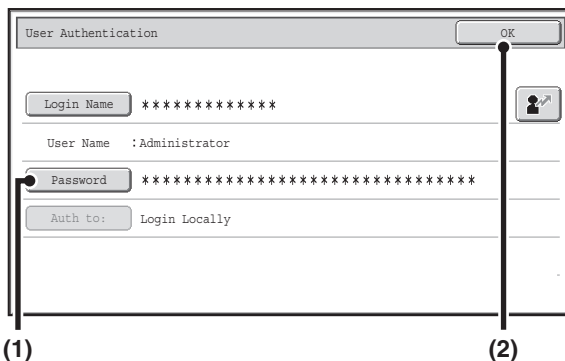 User Authentication OK
Login Name *************
User Name :Administrator
Password ********************************
Auth to: Login Locally
(1) (2)